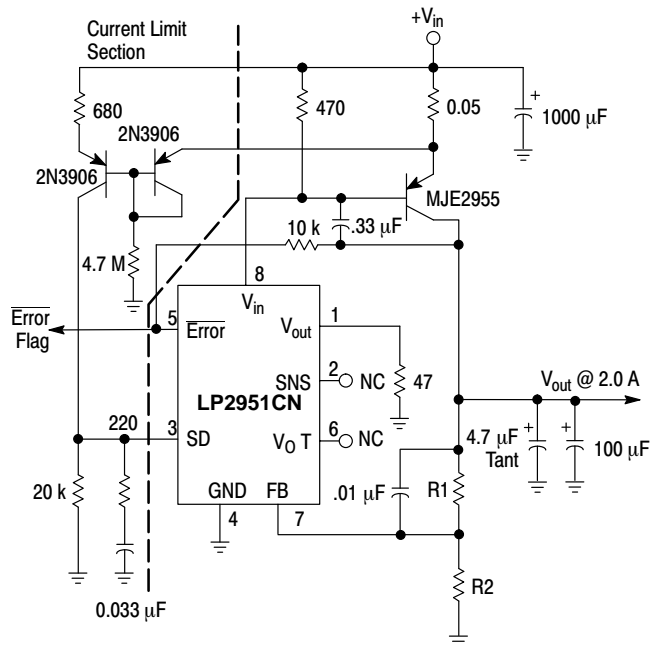 Current Limit
Section
+Vin
680
470
0.05
1000 µF
2N3906
2N3906
MJE2955
10 k
.33 µF
4.7 M
8
Vin
Error
Flag
5
Error
Vout
1
SNS
2
NC
47
LP2951CN
Vout @ 2.0 A
220
3
SD
VO T
6
NC
4.7 µF
Tant
100 µF
20 k
GND
FB
.01 µF
R1
4
7
R2
0.033 µF